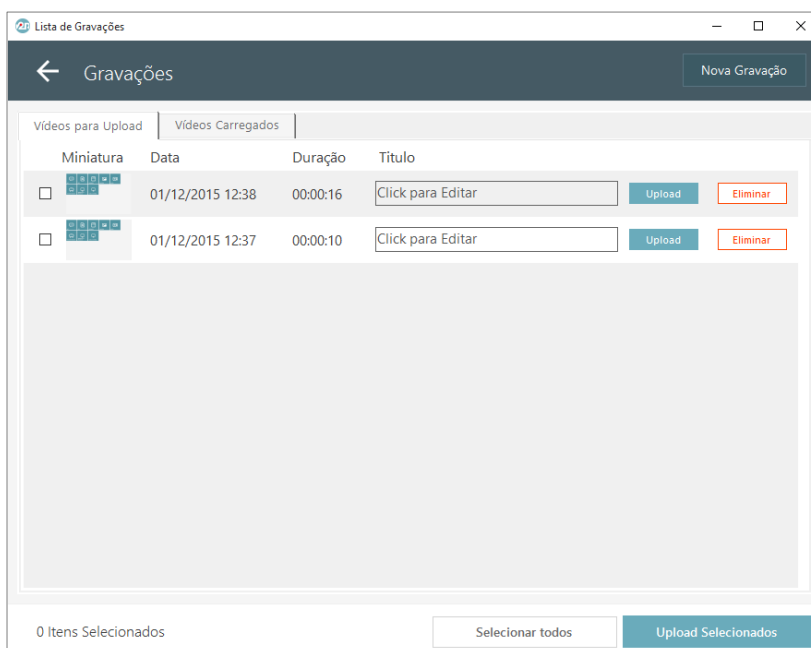 Lista de Gravações
Gravações
Nova Gravação
Vídeos para Upload Vídeos Carregados
Miniatura Data Duração Titulo
01/12/2015 12:38 00:00:16 Click para Editar Upload Eliminar
01/12/2015 12:37 00:00:10 Click para Editar Upload Eliminar
0 Itens Selecionados Selecionar todos Upload Selecionados